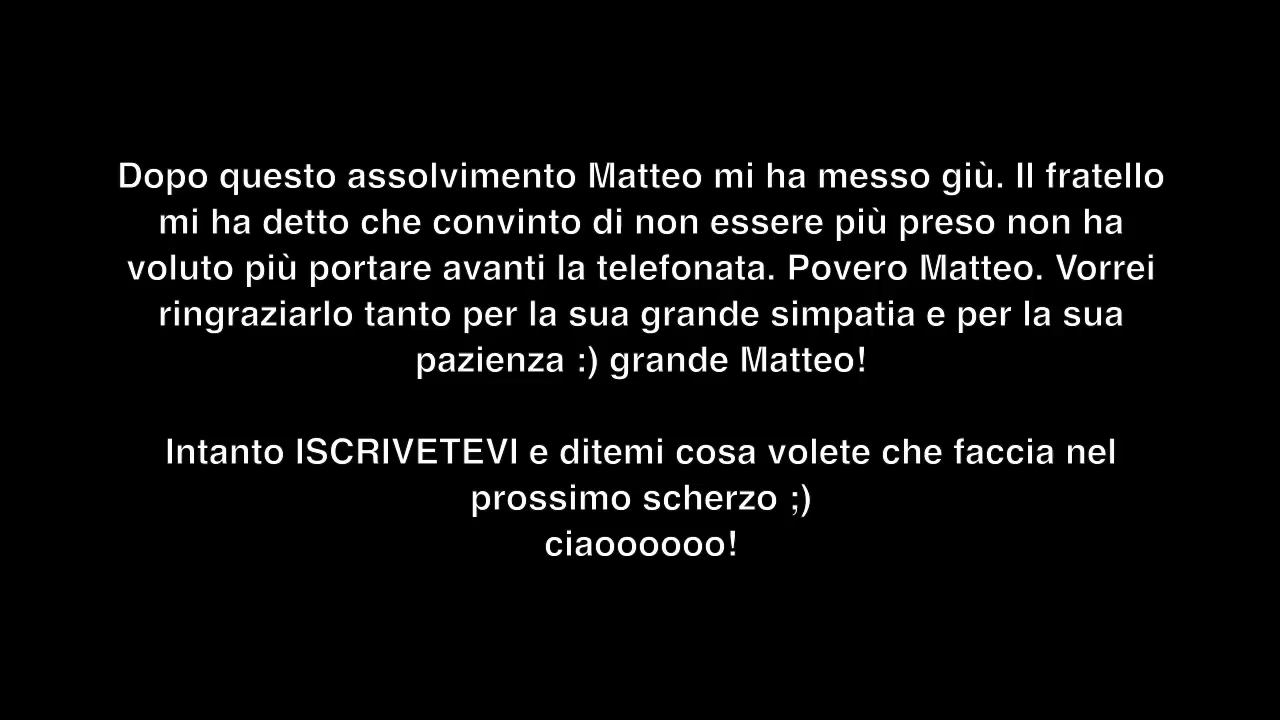 Dopo questo assolvimento Matteo mi ha messo giù. Il fratello
mi ha detto che convinto di non essere più preso non ha
voluto più portare avanti la telefonata. Povero Matteo. Vorrei
ringraziarlo tanto per la sua grande simpatia e per la sua
pazienza :) grande Matteo!
Intanto ISCRIVETEVI e ditemi cosa volete che faccia nel
prossimo scherzo ;)
ciaoooooo!